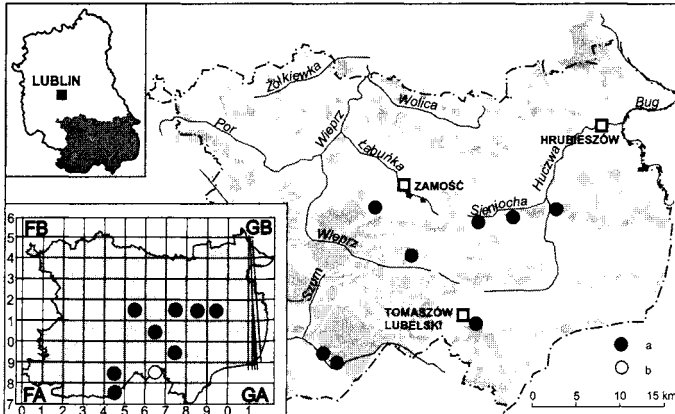 LUBLIN
Żółkiewka
Wolica
Por
Wieprz
Łabuńka
Bug
HRUBIESZÓW
Huczwa
ZAMOŚĆ
Sieniocha
Wieprz
Szum
TOMASZÓW
LUBELSKI
a
b
0 5 10 15 km
FB GB
6
5
4
3
2
1
0
9
8
7
FA GA
0 1 2 3 4 5 6 7 8 9 0 1